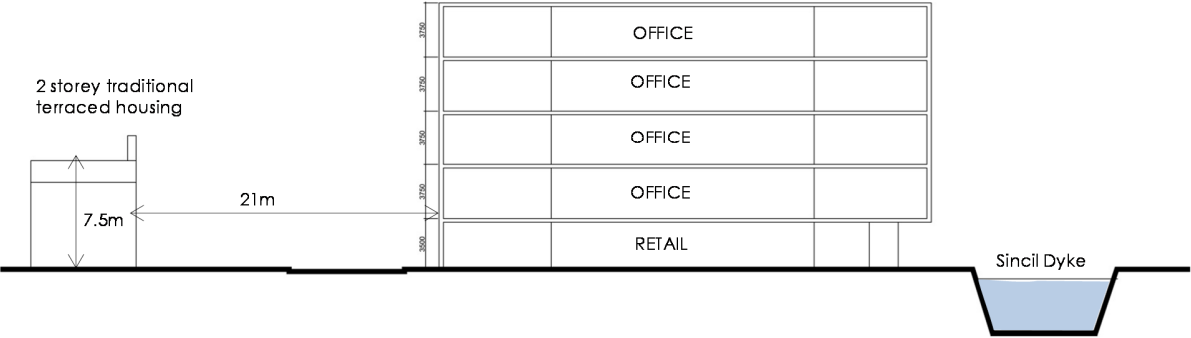 3750
OFFICE
3750
OFFICE
2 storey traditional
terraced housing
3750
OFFICE
3750
OFFICE
21m
7.5m
3500
RETAIL
Sincil Dyke